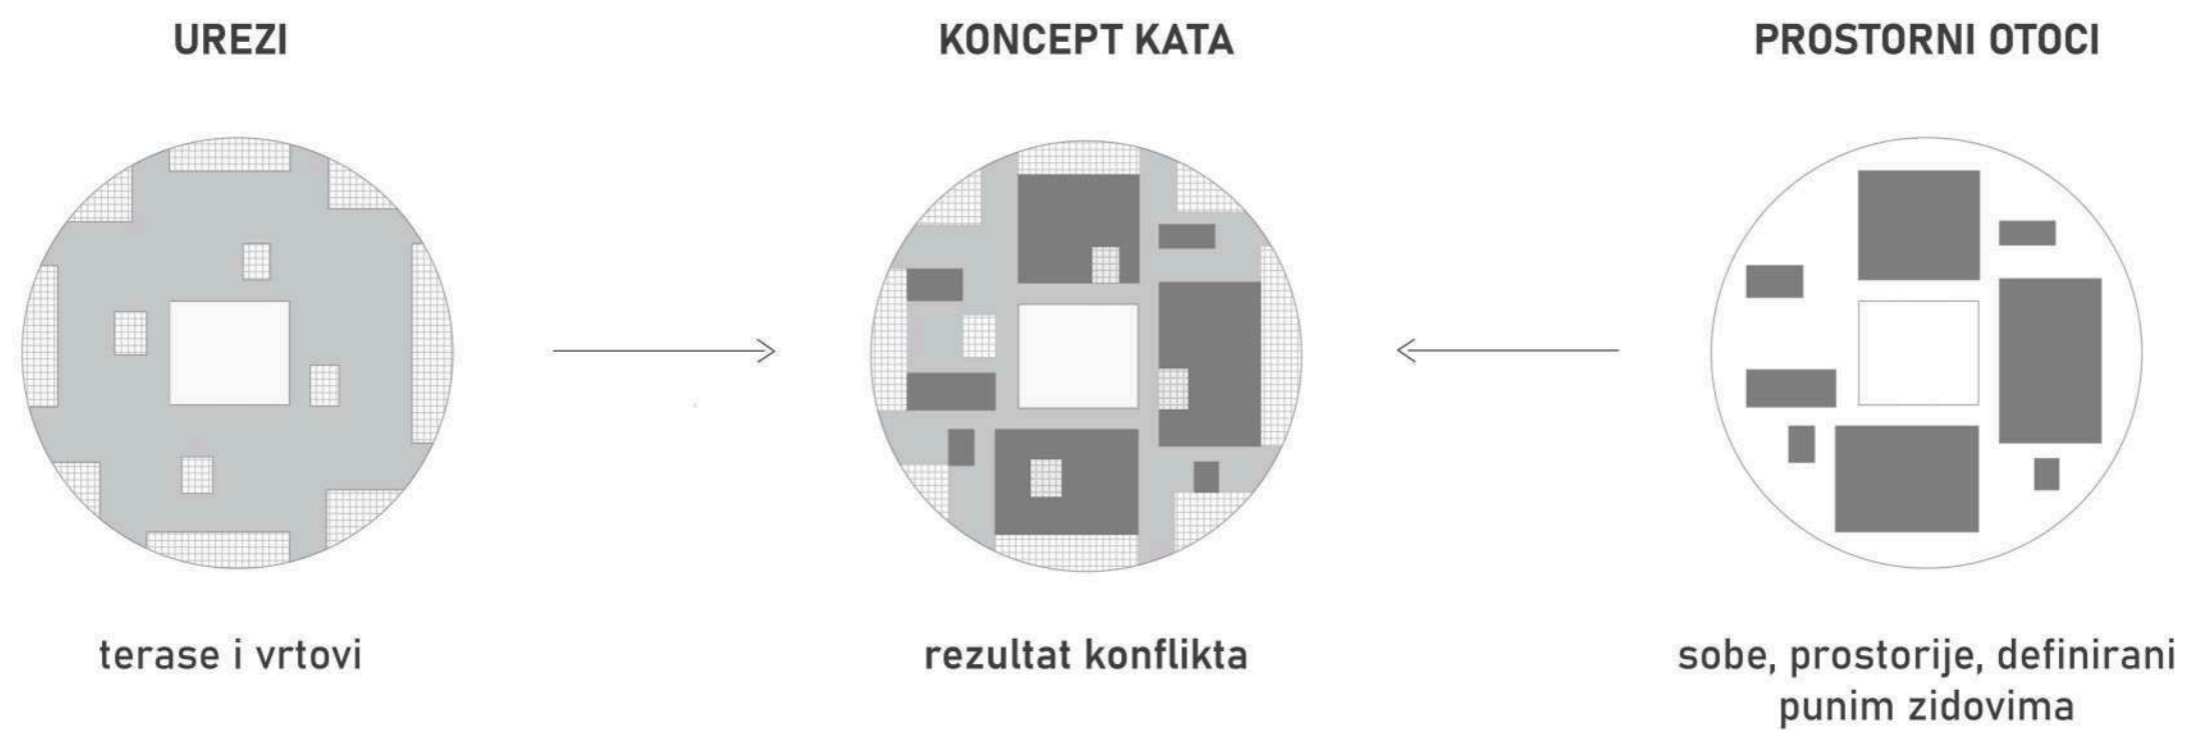 UREZI
KONCEPT KATA
PROSTORNI OTOCI
terase i vrtovi
rezultat konflikta
sobe, prostorije, definirani
punim zidovima